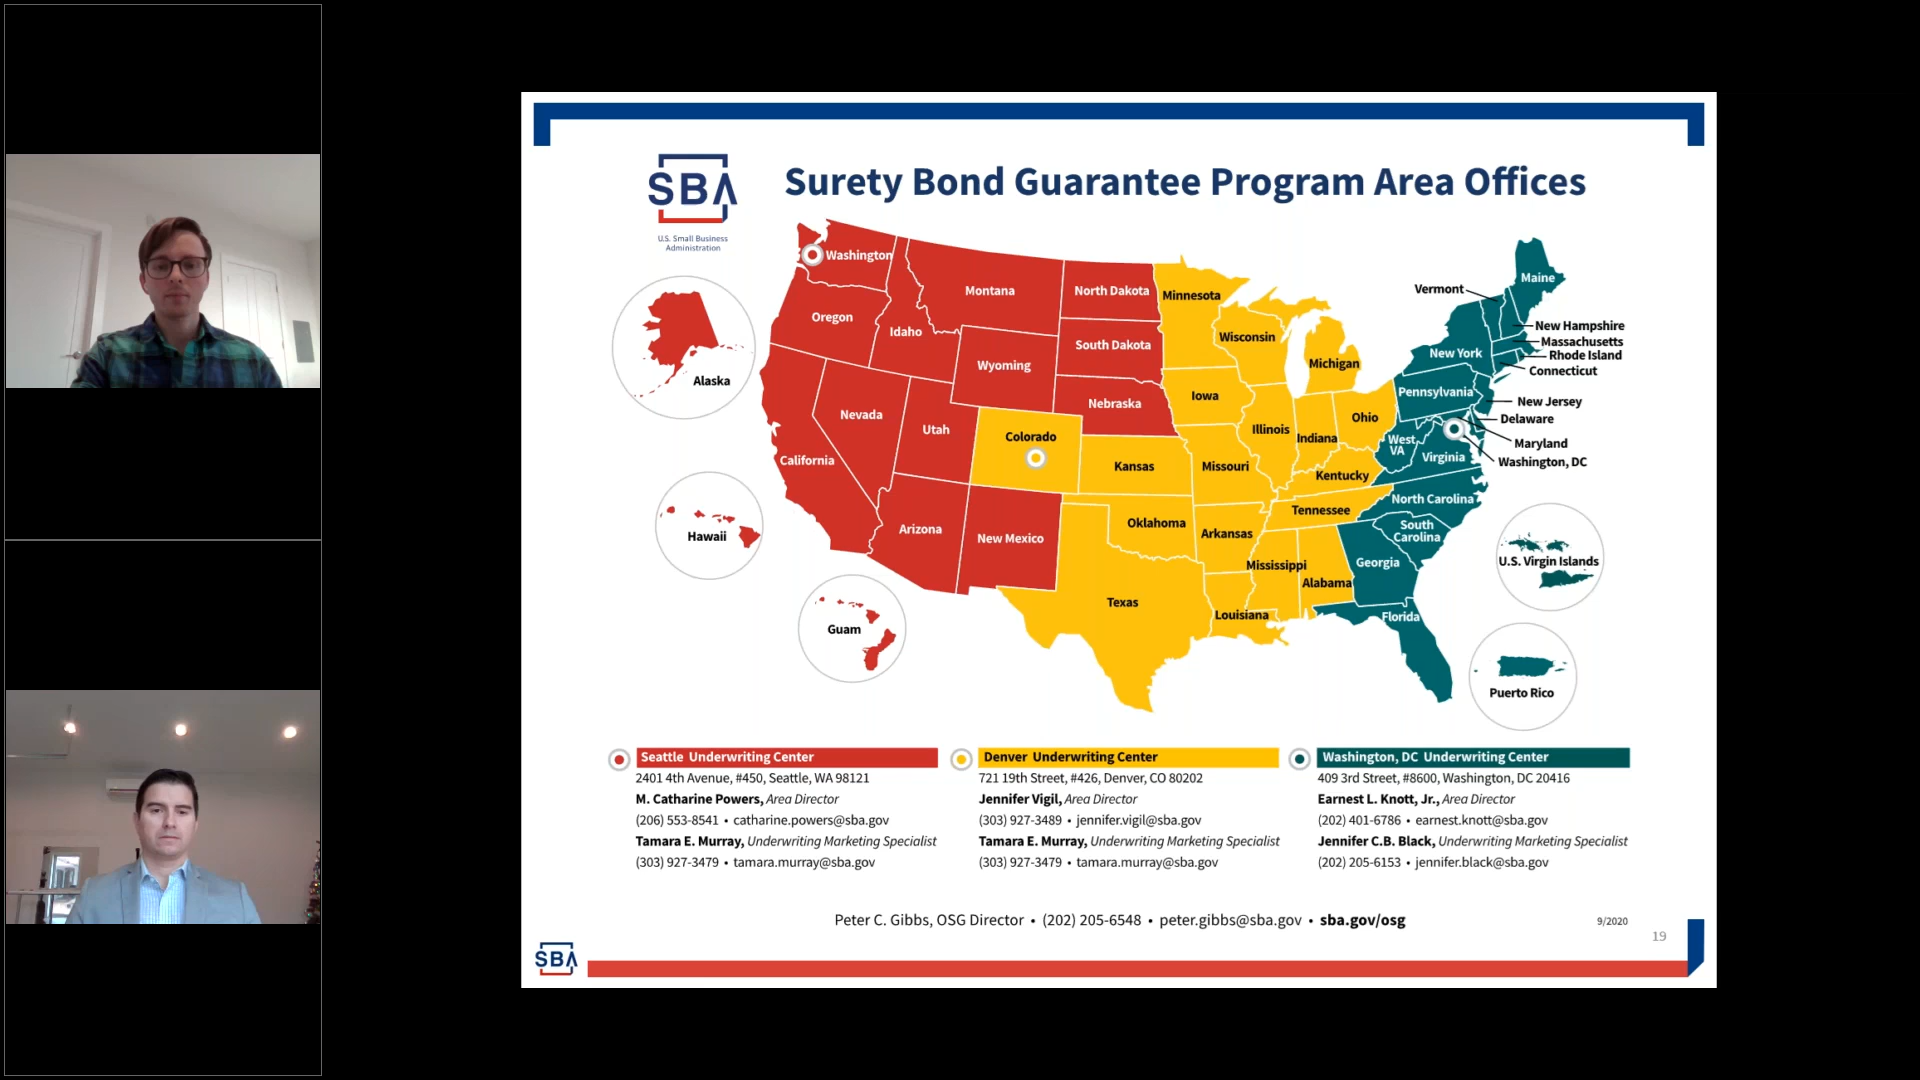 SBA
U.S. Small Business
Administration
Surety Bond Guarantee Program Area Offices
Washington
Montana
North Dakota
Minnesota
Maine
Vermont
Oregon
Idaho
Wisconsin
New Hampshire
South Dakota
Massachusetts
New York
Rhode Island
Wyoming
Michigan
Connecticut
Alaska
Nebraska
Iowa
Pennsylvania
New Jersey
Nevada
Ohio
Delaware
Utah
Colorado
Illinois
Indiana
West
VA
Maryland
California
Kansas
Missouri
Kentucky
Virginia
Washington, DC
North Carolina
Tennessee
Arizona
Oklahoma
Arkansas
South
Carolina
Hawaii
New Mexico
Mississippi
Georgia
U.S. Virgin Islands
Alabama
Texas
Louisiana
Florida
Guam
Puerto Rico
Seattle Underwriting Center
2401 4th Avenue, #450, Seattle, WA 98121
M. Catharine Powers, Area Director
(206) 553-8541 • catharine.powers@sba.gov
Tamara E. Murray, Underwriting Marketing Specialist
(303) 927-3479 • tamara.murray@sba.gov
Denver Underwriting Center
721 19th Street, #426, Denver, CO 80202
Jennifer Vigil, Area Director
(303) 927-3489 • jennifer.vigil@sba.gov
Tamara E. Murray, Underwriting Marketing Specialist
(303) 927-3479 • tamara.murray@sba.gov
Washington, DC Underwriting Center
409 3rd Street, #8600, Washington, DC 20416
Earnest L. Knott, Jr., Area Director
(202) 401-6786 • earnest.knott@sba.gov
Jennifer C.B. Black, Underwriting Marketing Specialist
(202) 205-6153 • jennifer.black@sba.gov
Peter C. Gibbs, OSG Director • (202) 205-6548 • peter.gibbs@sba.gov • sba.gov/osg
9/2020
19
SBA